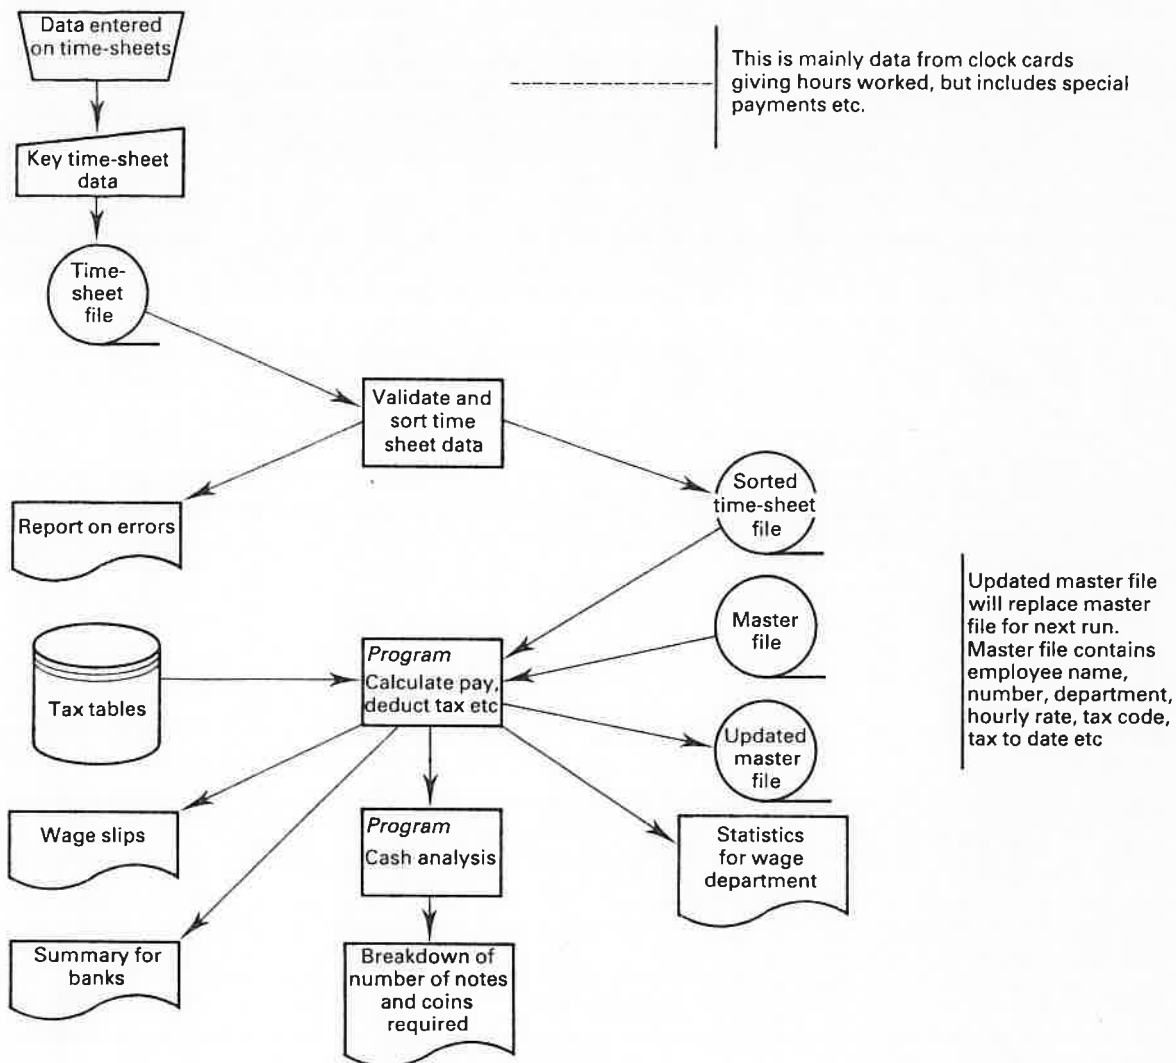 Data entered
on time-sheets
This is mainly data from clock cards
giving hours worked, but includes special
payments etc.
Key time-sheet
data
Time-
sheet
file
Validate and
sort time
sheet data
Report on errors
Sorted
time-sheet
file
Updated master file
will replace master
file for next run.
Master file contains
employee name,
number, department,
hourly rate, tax code,
tax to date etc
Master
file
Tax tables
Program
Calculate pay,
deduct tax etc
Updated
master
file
Wage slips
Program
Cash analysis
Statistics
for wage
department
Summary for
banks
Breakdown of
number of notes
and coins
required